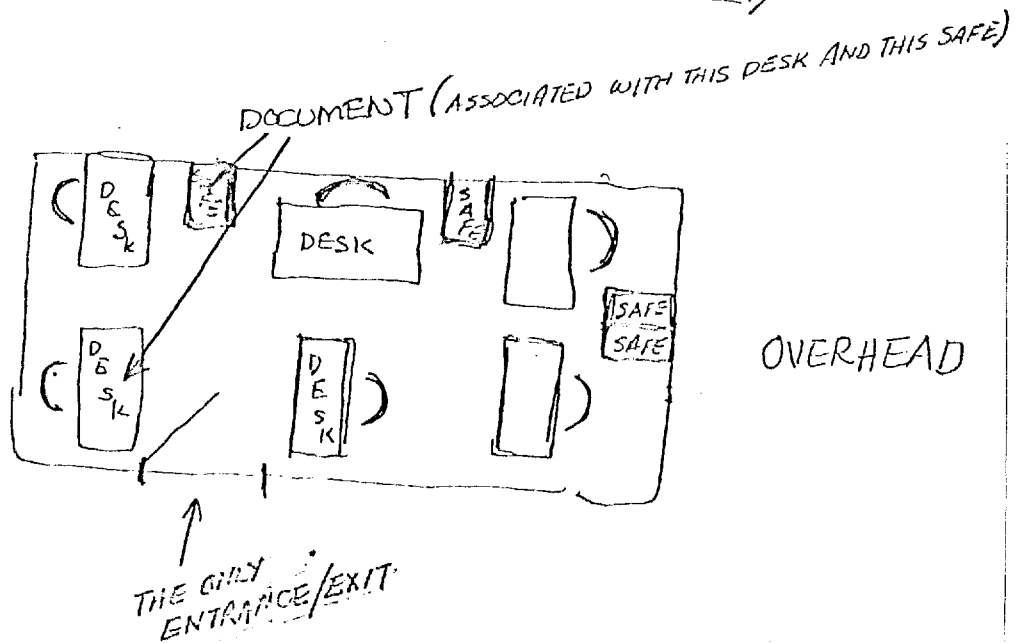 DOCUMENT (ASSOCIATED WITH THIS DESK AND THIS SAFE)
DESK
DESK
SAFE
SAFE
SAFE
DESK
DESK
OVERHEAD
THE ONLY
ENTRANCE/EXIT